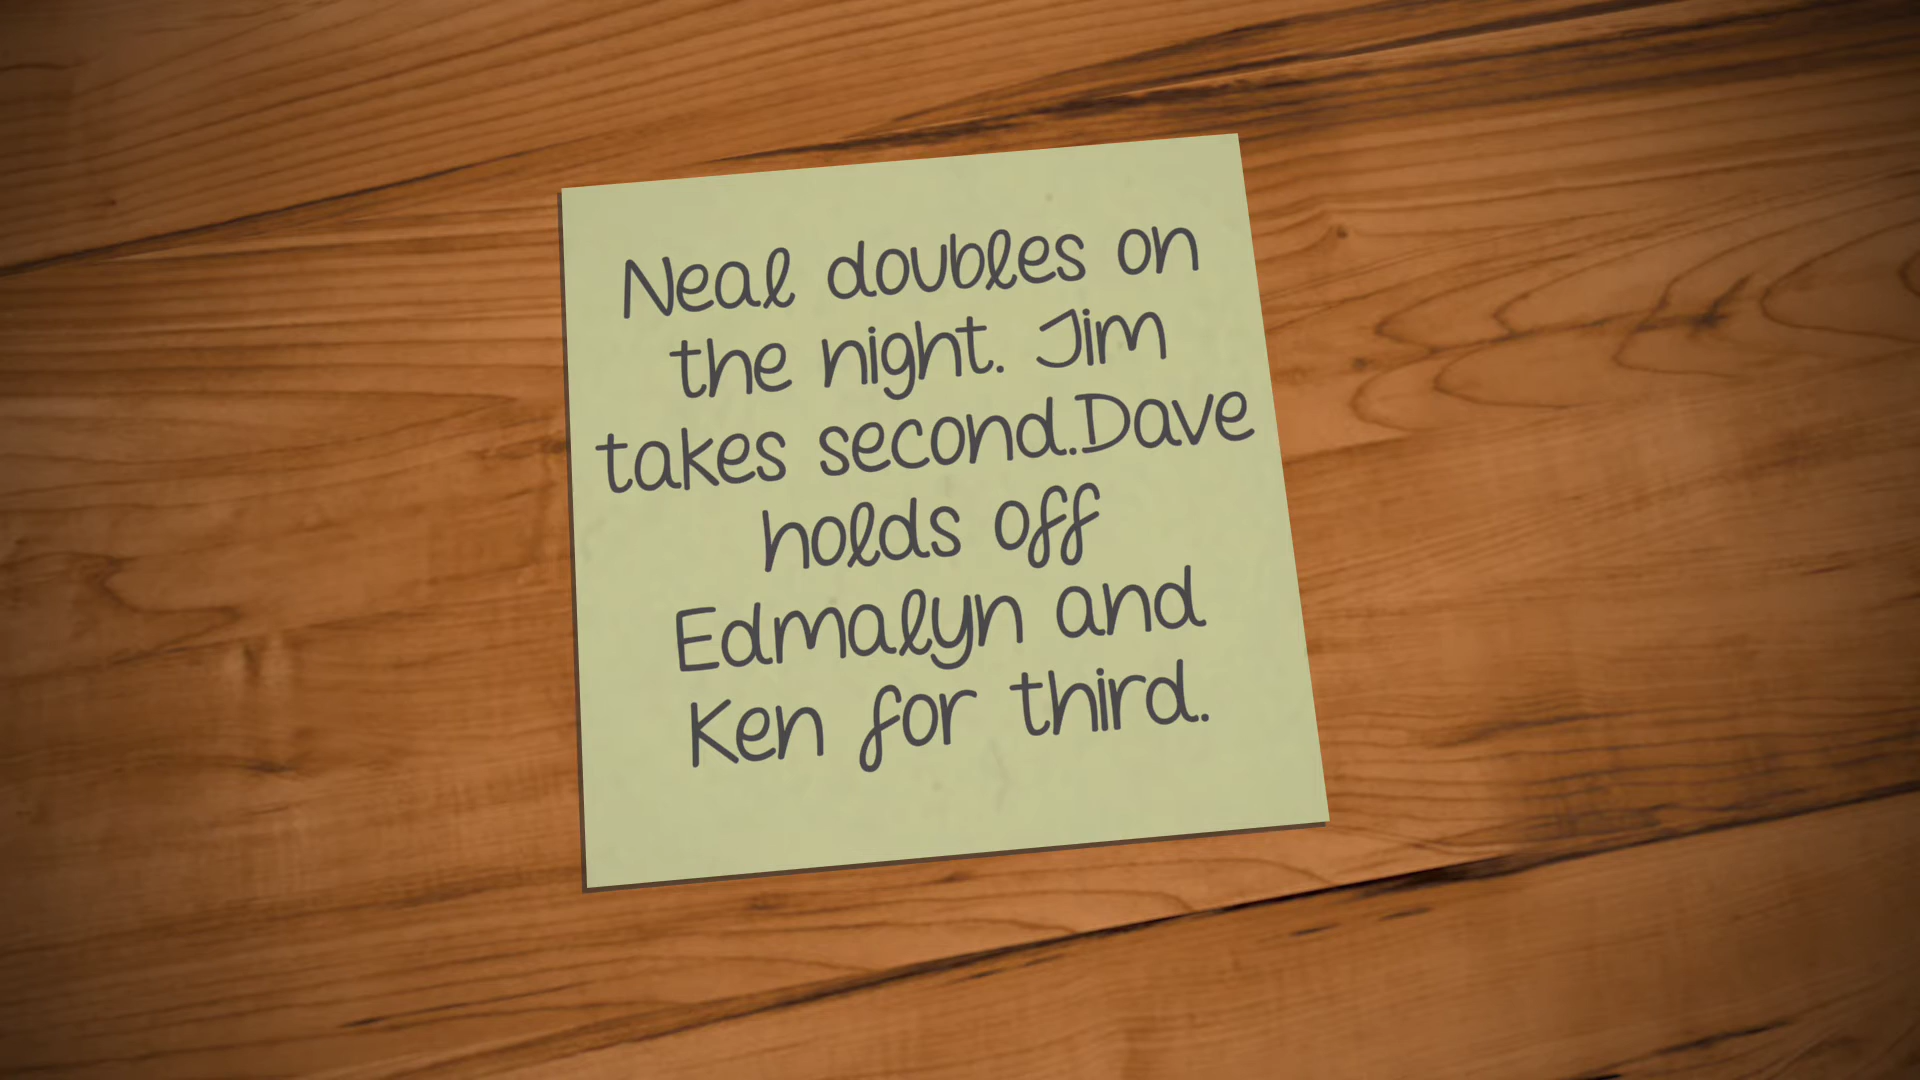 Neal doubles on
the night. Jim
takes second.Dave
holds off
Edmalyn and
Ken for third.